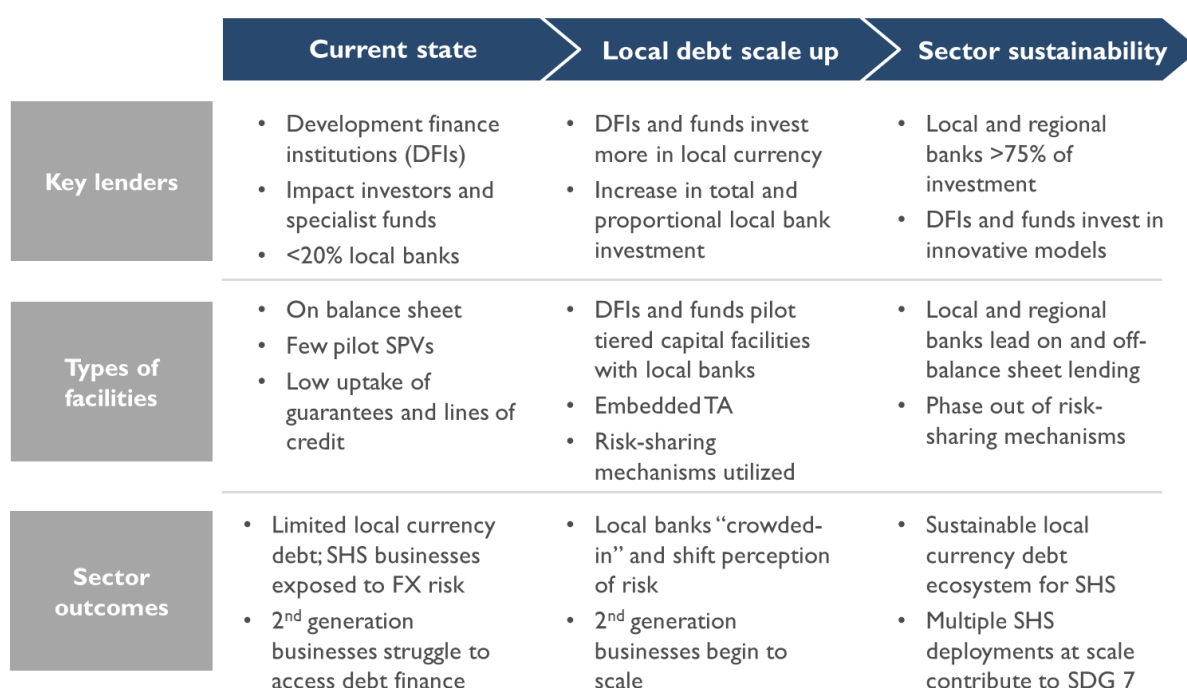 Current state
Local debt scale up
Sector sustainability
Key lenders
• Development finance
institutions (DFIs)
• Impact investors and
specialist funds
• <20% local banks
• DFIs and funds invest
more in local currency
• Increase in total and
proportional local bank
investment
• Local and regional
banks >75% of
investment
• DFIs and funds invest in
innovative models
Types of
facilities
• On balance sheet
• Few pilot SPVs
• Low uptake of
guarantees and lines of
credit
• DFIs and funds pilot
tiered capital facilities
with local banks
• Embedded TA
• Risk-sharing
mechanisms utilized
• Local and regional
banks lead on and off-
balance sheet lending
• Phase out of risk-
sharing mechanisms
Sector
outcomes
• Limited local currency
debt; SHS businesses
exposed to FX risk
• 2nd generation
businesses struggle to
access debt finance
• Local banks “crowded-
in” and shift perception
of risk
• 2nd generation
businesses begin to
scale
• Sustainable local
currency debt
ecosystem for SHS
• Multiple SHS
deployments at scale
contribute to SDG 7